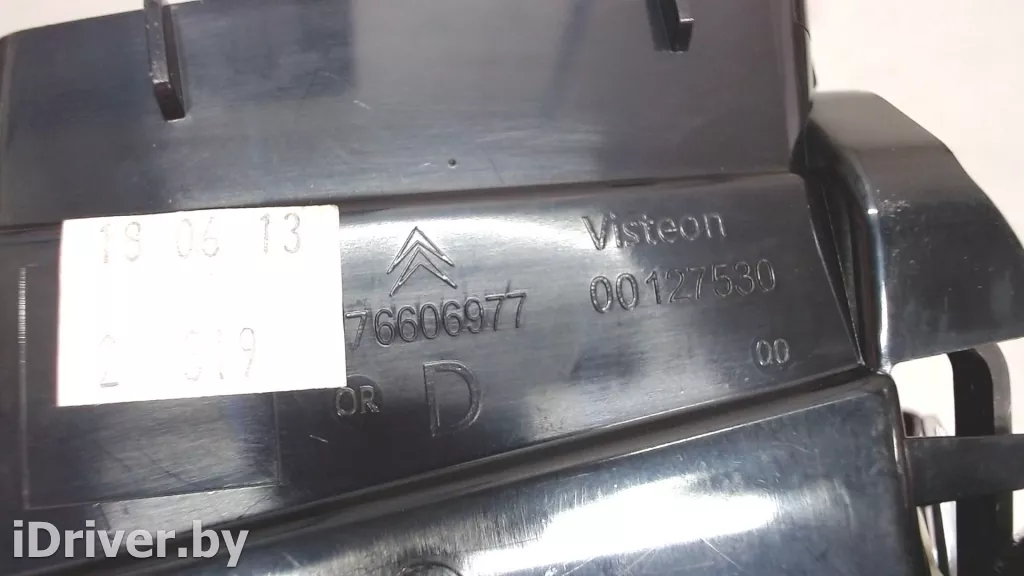 18 06 13
2 019
Visteon
76606977
00127530
00
OR
D
iDriver.by